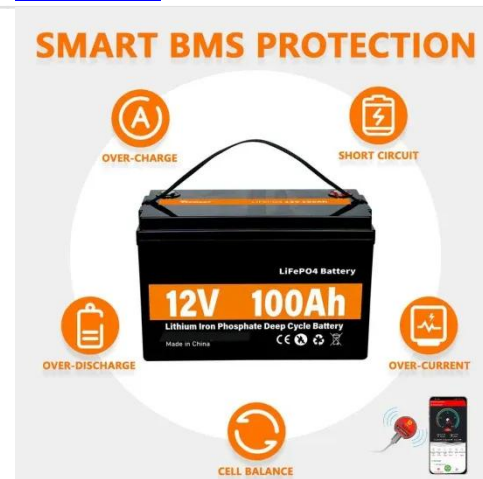 SMART BMS PROTECTION
OVER-CHARGE
SHORT CIRCUIT
LiFePO4 Battery
12V 100Ah
Lithium Iron Phosphate Deep Cycle Battery
Made in China
CE
OVER-DISCHARGE
OVER-CURRENT
CELL BALANCE